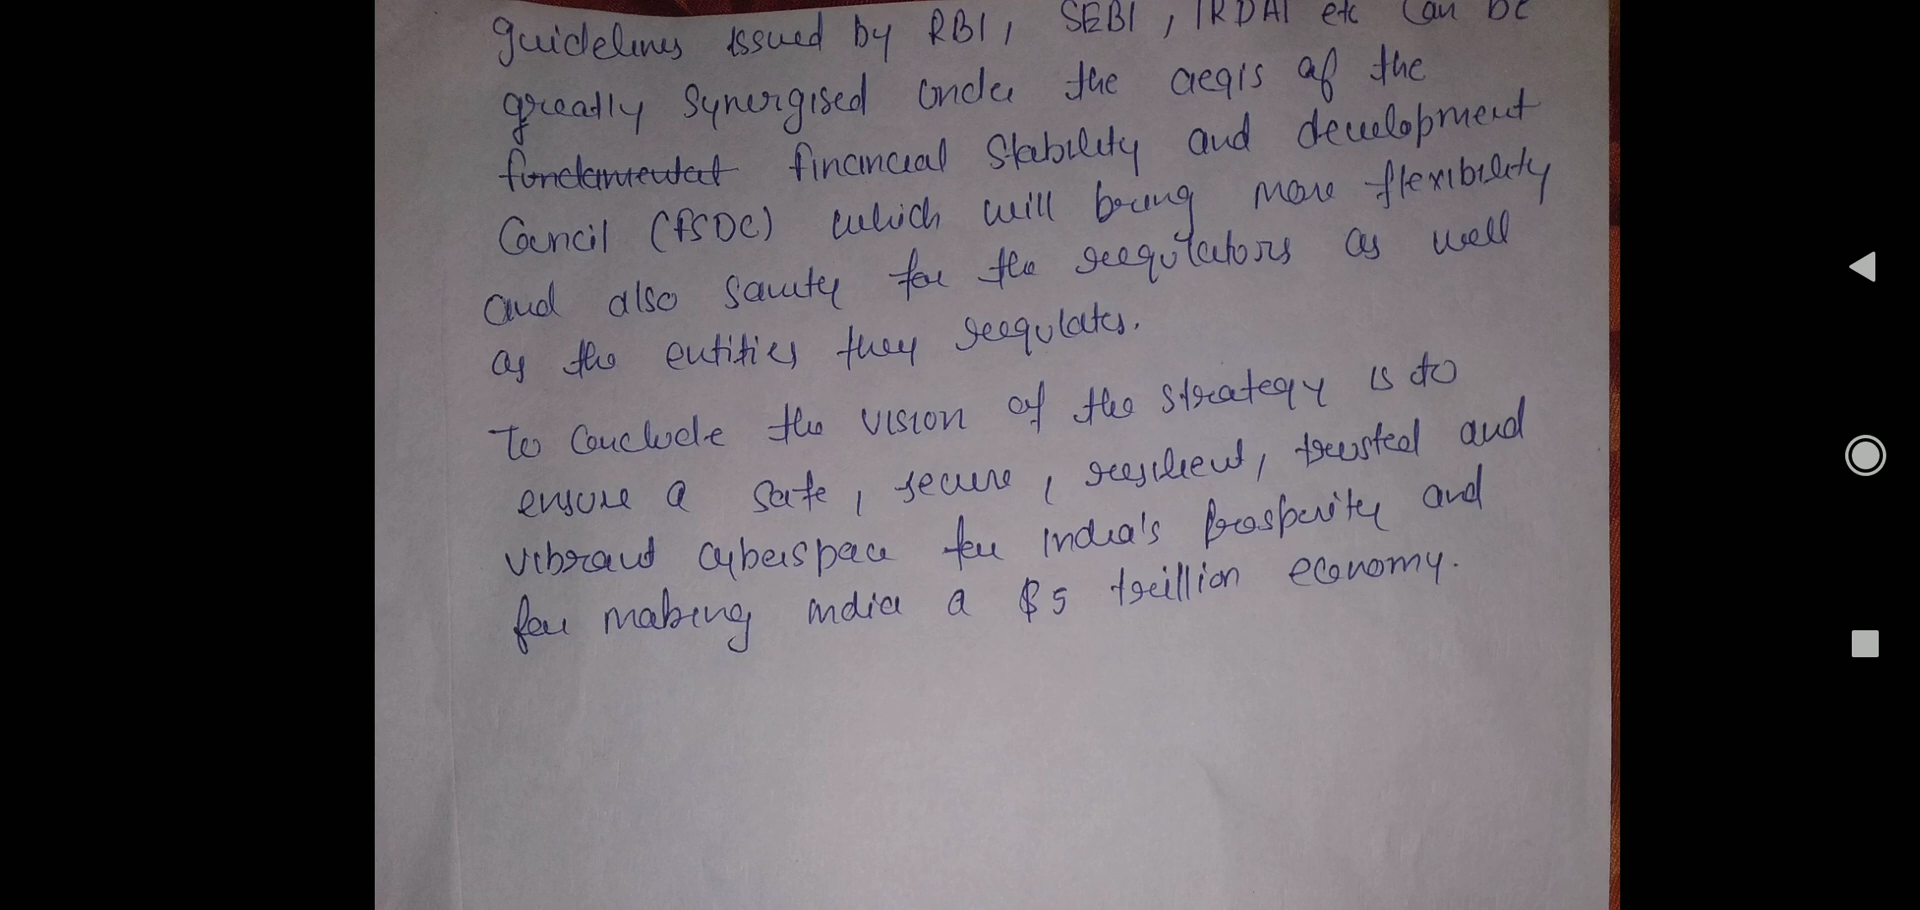 guidelines issued by RBI, SEBI, IRDAI etc can be
greatly synergised under the aegis of the
fundamental financial stability and development
Council (FSDC) which will bring more flexibility
and also sanity for the regulators as well
as the entities they regulates.
To conclude the vision of the strategy is to
ensure a safe, secure, resilient, trusted and
vibrant cyberspace for India's prosperity and
for making india a $5 trillion economy.